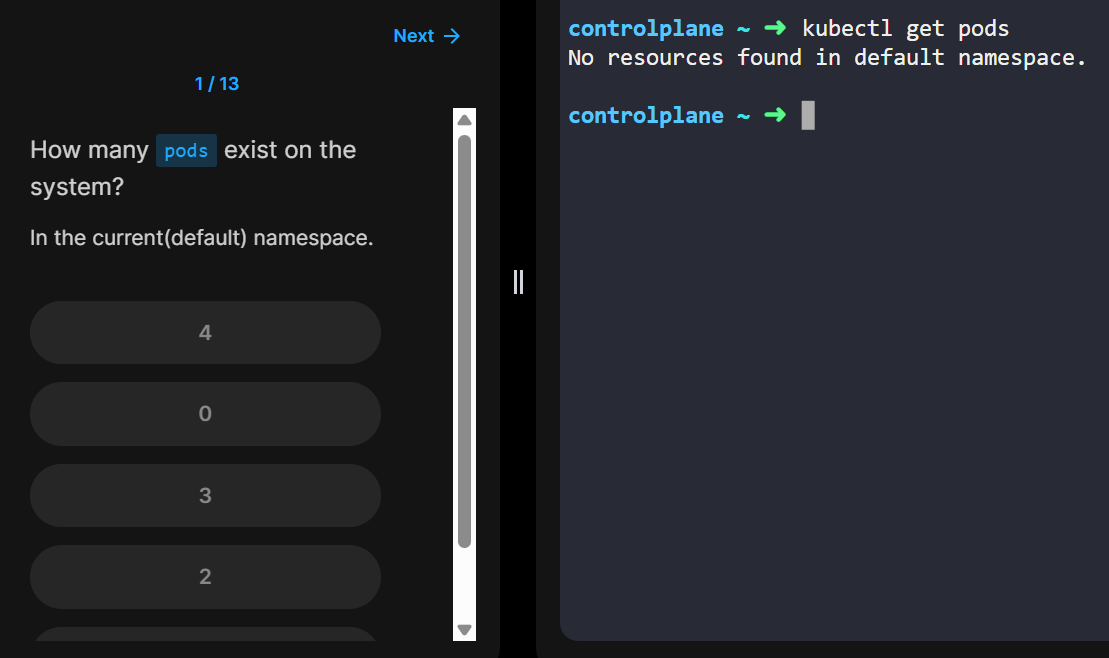 Next →
1 / 13
How many pods exist on the
system?
In the current(default) namespace.
4
0
3
2
controlplane ~ ➜ kubectl get pods
No resources found in default namespace.
controlplane ~ ➜